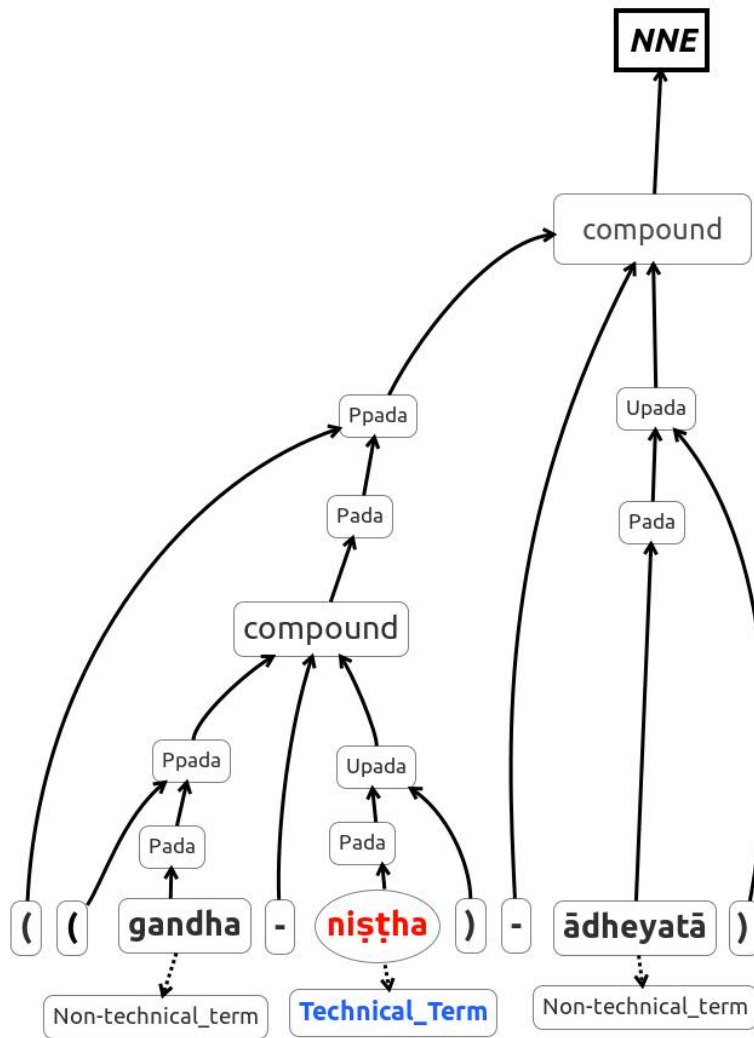 NNE
compound
Ppada
Upada
Pada
Pada
compound
Ppada
Upada
Pada
Pada
( ( gandha - niṣṭha ) - ādheyatā )
Non-technical_term
Technical_Term
Non-technical_term